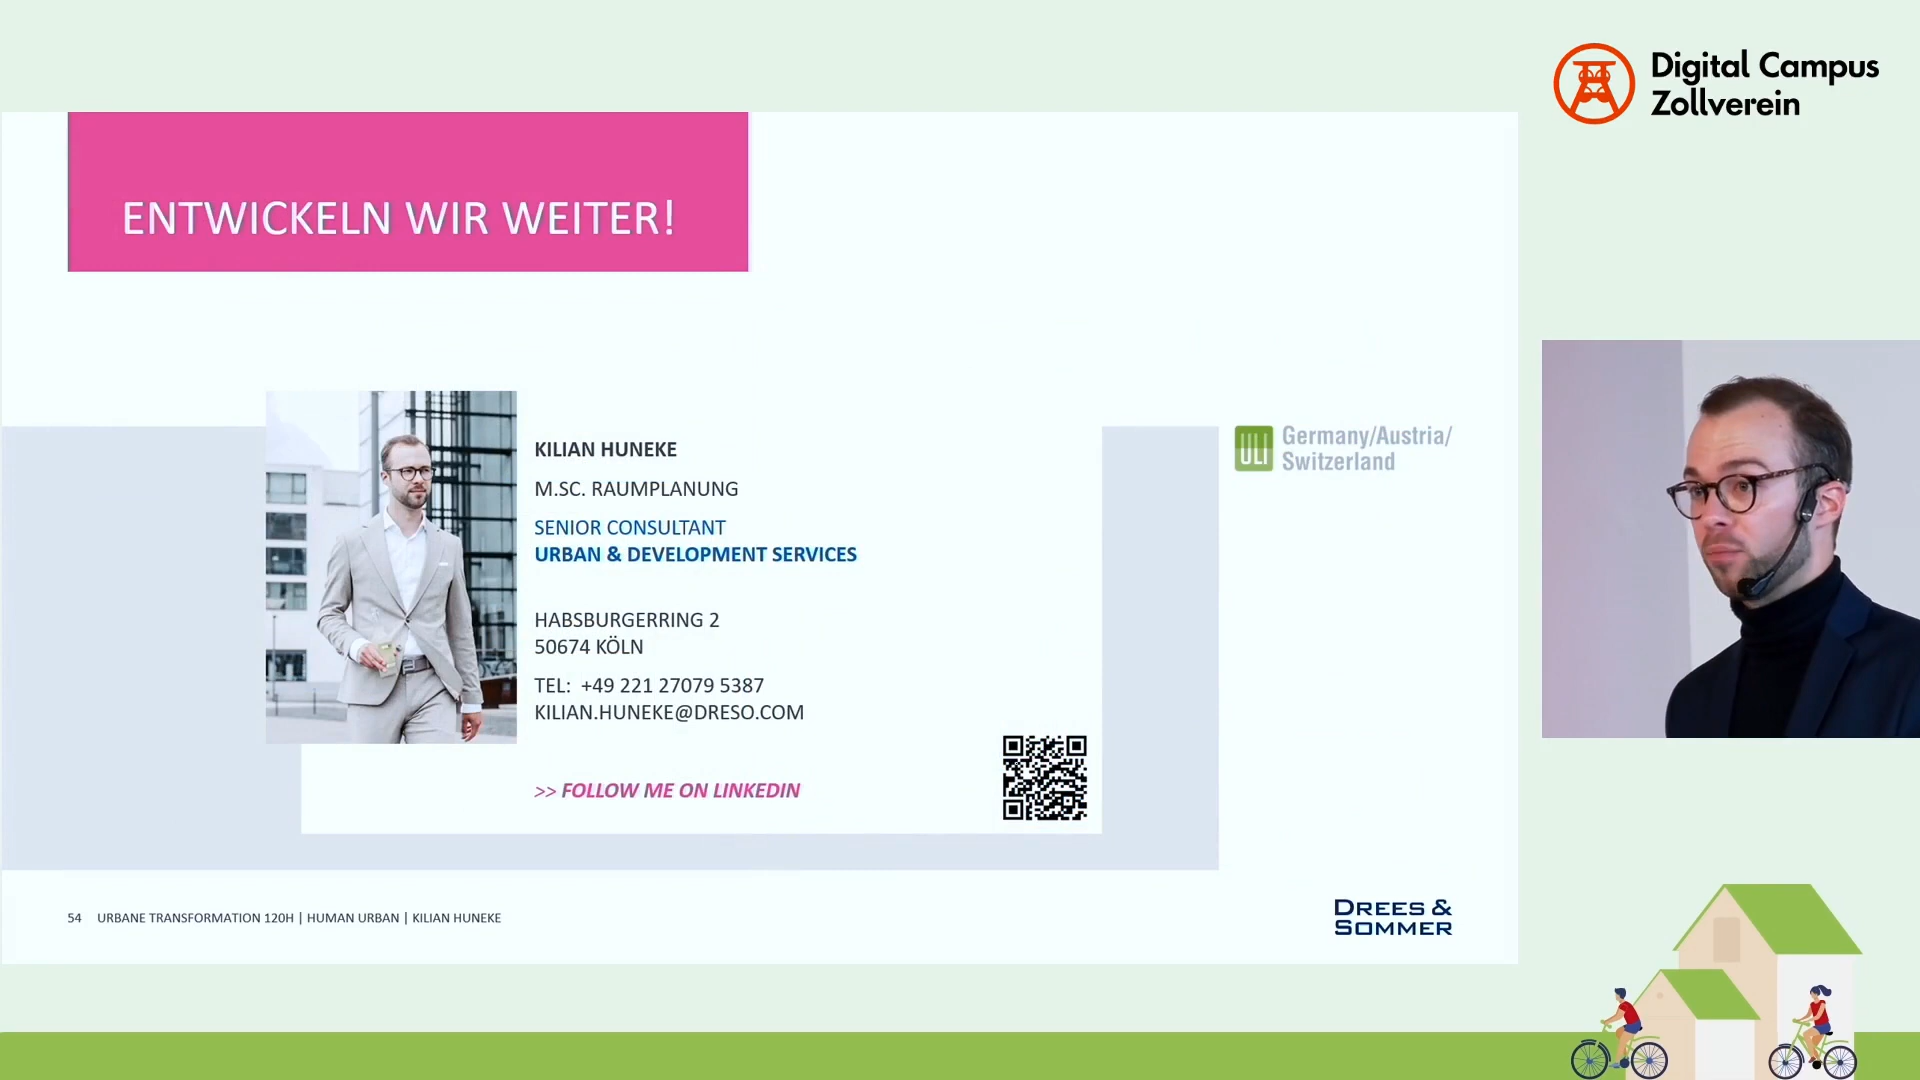 Digital Campus
Zollverein
ENTWICKELN WIR WEITER!
KILIAN HUNEKE
M.SC. RAUMPLANUNG
SENIOR CONSULTANT
URBAN & DEVELOPMENT SERVICES
HABSBURGERRING 2
50674 KÖLN
TEL: +49 221 27079 5387
KILIAN.HUNEKE@DRESO.COM
>> FOLLOW ME ON LINKEDIN
ULI Germany/Austria/
Switzerland
54 URBANE TRANSFORMATION 120H | HUMAN URBAN | KILIAN HUNEKE
DREES &
SOMMER